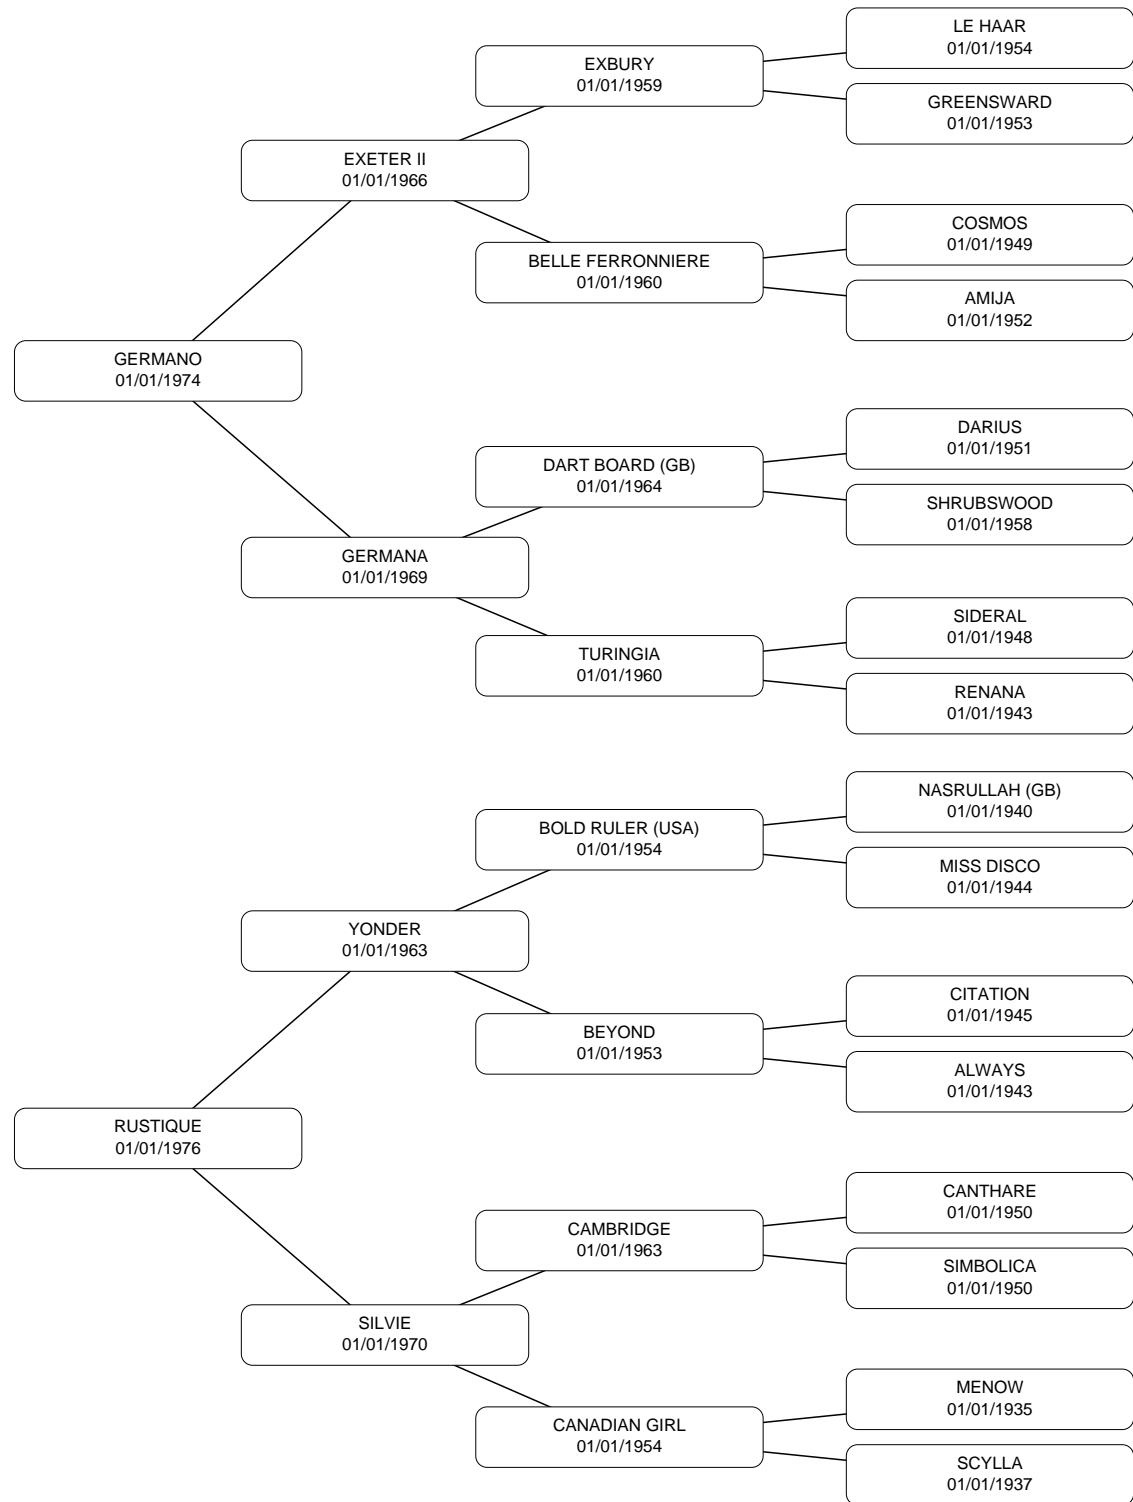 LE HAAR
01/01/1954
EXBURY
01/01/1959
GREENSWARD
01/01/1953
EXETER II
01/01/1966
COSMOS
01/01/1949
BELLE FERRONNIERE
01/01/1960
AMIJA
01/01/1952
GERMANO
01/01/1974
DARIUS
01/01/1951
DART BOARD (GB)
01/01/1964
SHRUBSWOOD
01/01/1958
GERMANA
01/01/1969
SIDERAL
01/01/1948
TURINGIA
01/01/1960
RENANA
01/01/1943
NASRULLAH (GB)
01/01/1940
BOLD RULER (USA)
01/01/1954
MISS DISCO
01/01/1944
YONDER
01/01/1963
CITATION
01/01/1945
BEYOND
01/01/1953
ALWAYS
01/01/1943
RUSTIQUE
01/01/1976
CANTHARE
01/01/1950
CAMBRIDGE
01/01/1963
SIMBOLICA
01/01/1950
SILVIE
01/01/1970
MENOW
01/01/1935
CANADIAN GIRL
01/01/1954
SCYLLA
01/01/1937